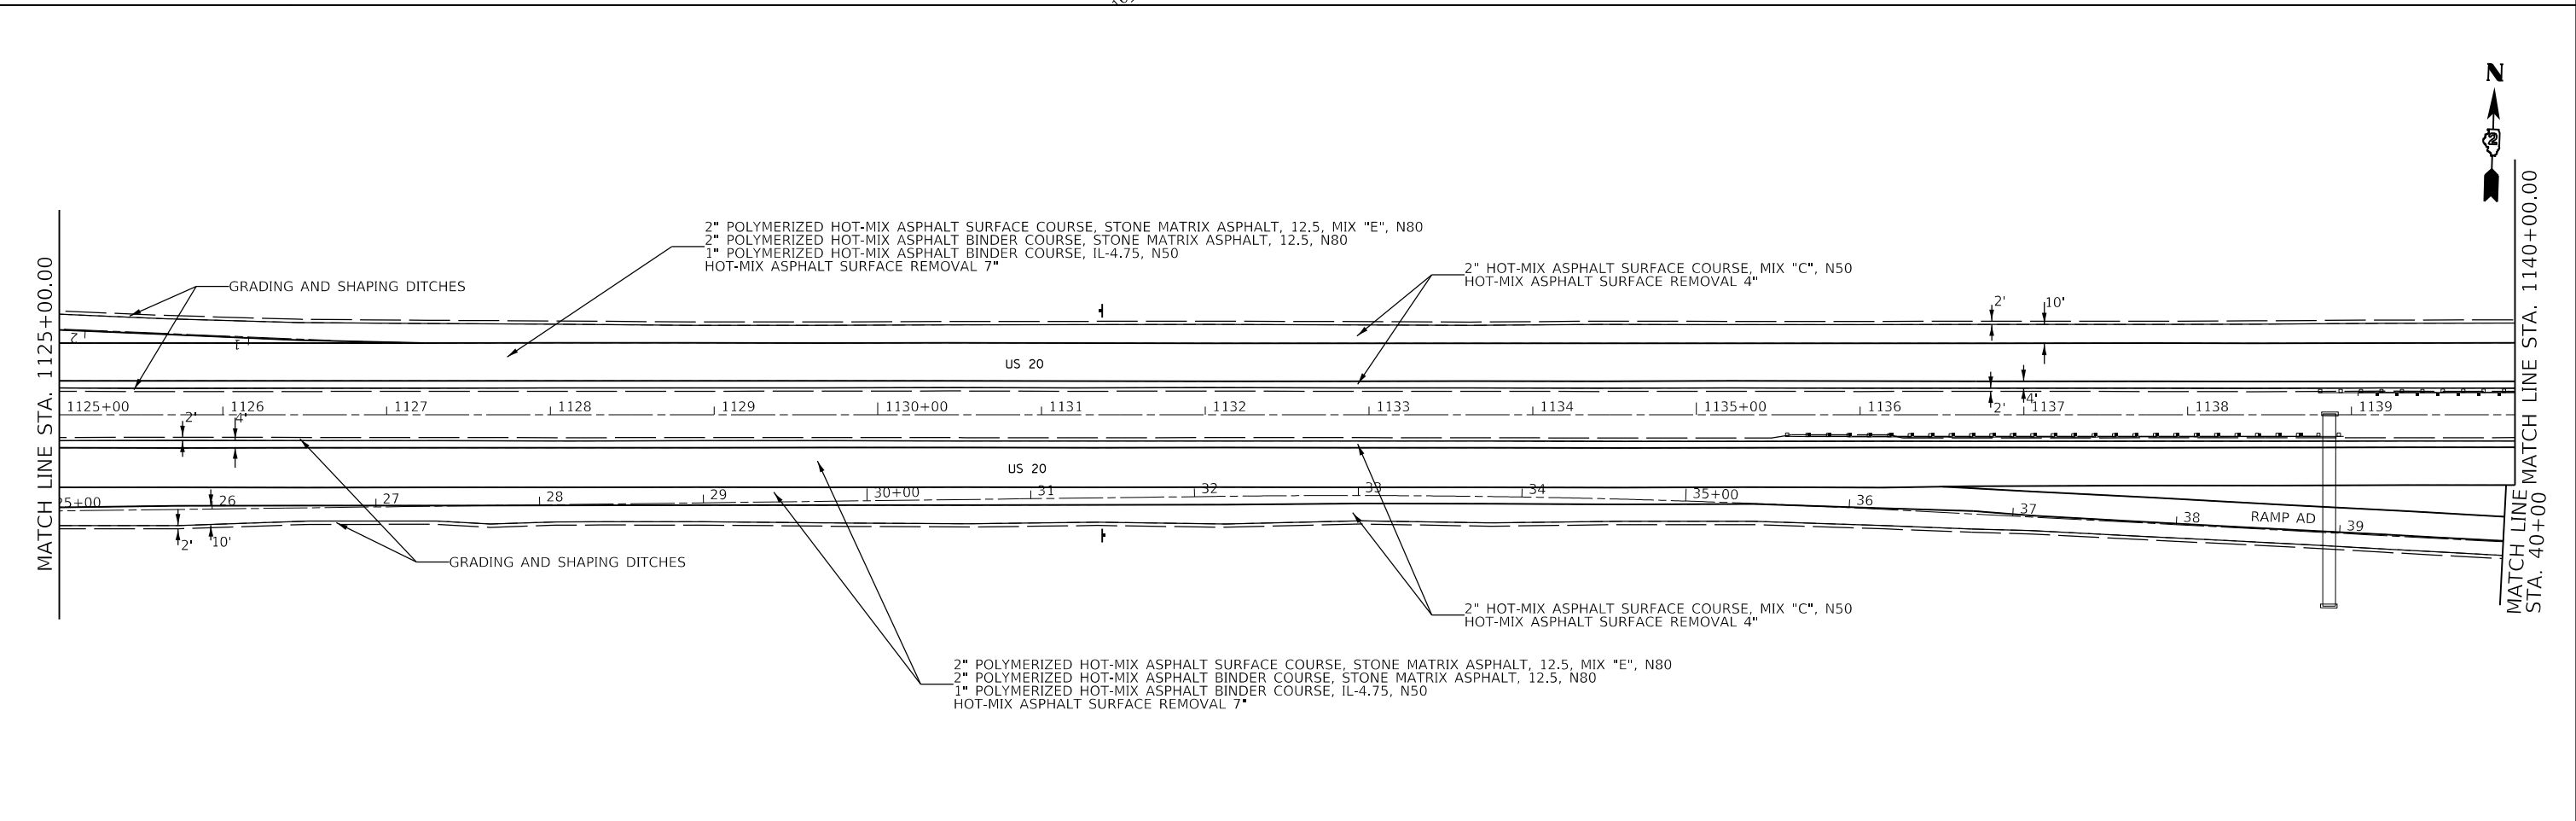 N
2
MATCH LINE STA. 1125+00.00
MATCH LINE STA. 1140+00.00
2" POLYMERIZED HOT-MIX ASPHALT SURFACE COURSE, STONE MATRIX ASPHALT, 12.5, MIX "E", N80
2" POLYMERIZED HOT-MIX ASPHALT BINDER COURSE, STONE MATRIX ASPHALT, 12.5, N80
1" POLYMERIZED HOT-MIX ASPHALT BINDER COURSE, IL-4.75, N50
HOT-MIX ASPHALT SURFACE REMOVAL 7"
2" HOT-MIX ASPHALT SURFACE COURSE, MIX "C", N50
HOT-MIX ASPHALT SURFACE REMOVAL 4"
GRADING AND SHAPING DITCHES
2' 10'
2 1
US 20
1125+00 1126 1127 1128 1129 1130+00 1131 1132 1133 1134 1135+00 1136 1137 1138 1139
2' 4'
2' 4'
US 20
25+00 26 27 28 29 30+00 31 32 33 34 35+00 36 37 38 39
RAMP AD
2' 10'
GRADING AND SHAPING DITCHES
MATCH LINE
STA. 40+00
2" HOT-MIX ASPHALT SURFACE COURSE, MIX "C", N50
HOT-MIX ASPHALT SURFACE REMOVAL 4"
2" POLYMERIZED HOT-MIX ASPHALT SURFACE COURSE, STONE MATRIX ASPHALT, 12.5, MIX "E", N80
2" POLYMERIZED HOT-MIX ASPHALT BINDER COURSE, STONE MATRIX ASPHALT, 12.5, N80
1" POLYMERIZED HOT-MIX ASPHALT BINDER COURSE, IL-4.75, N50
HOT-MIX ASPHALT SURFACE REMOVAL 7"